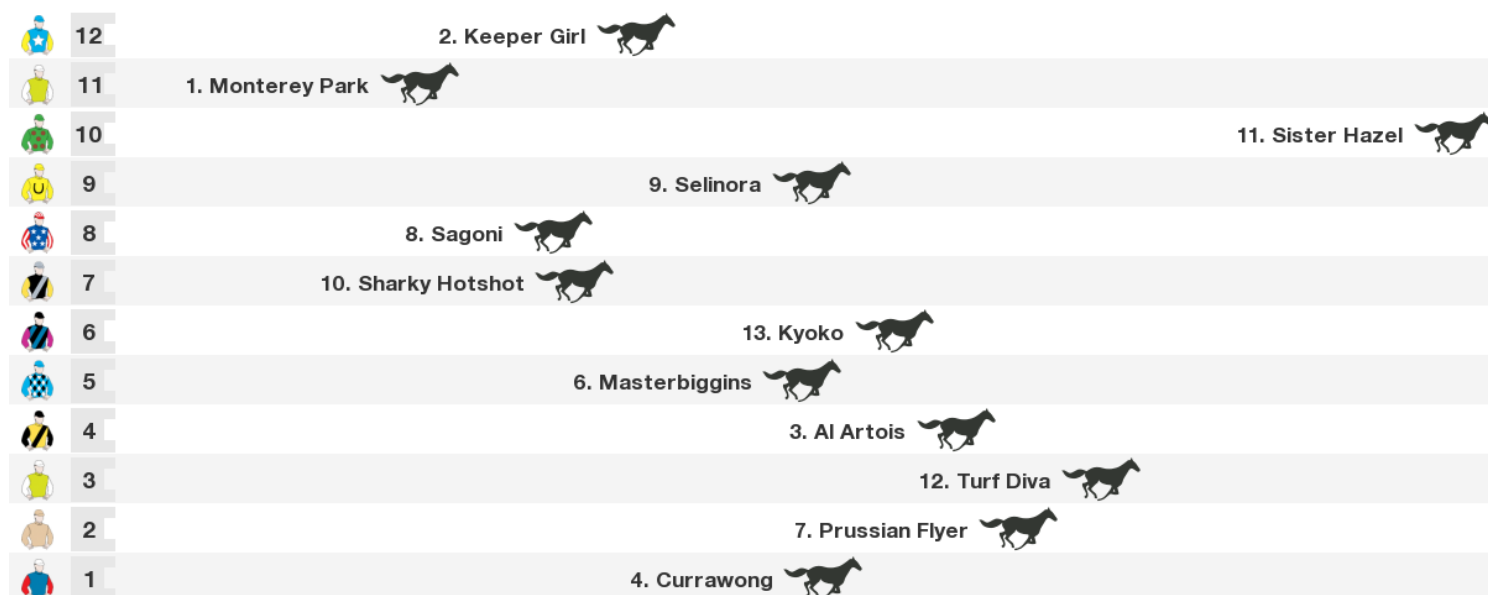 12 2. Keeper Girl
11 1. Monterey Park
10 11. Sister Hazel
9 9. Selinora
8 8. Sagoni
7 10. Sharky Hotshot
6 13. Kyoko
5 6. Masterbiggins
4 3. Al Artois
3 12. Turf Diva
2 7. Prussian Flyer
1 4. Currawong